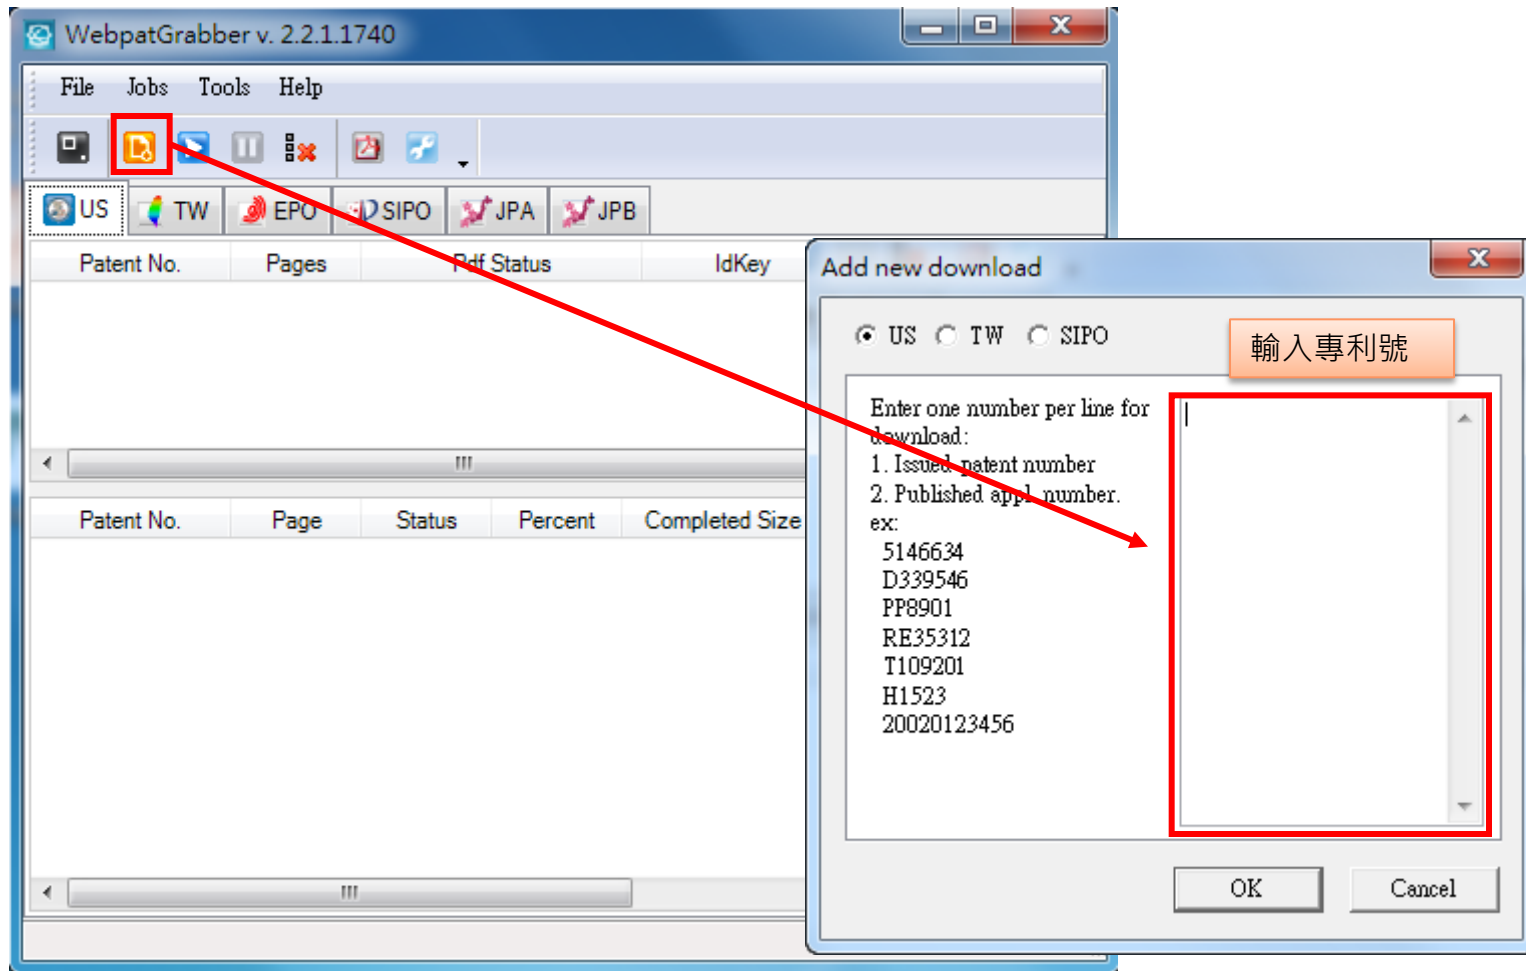 WebpatGrabber v. 2.2.1.1740
File Jobs Tools Help
US TW EPO SIPO JPA JPB
Patent No. Pages Pdf Status IdKey
Patent No. Page Status Percent Completed Size
Add new download
US TW SIPO
輸入專利號
Enter one number per line for
download:
1. Issued patent number
2. Published appl. number.
ex:
5146634
D339546
PP8901
RE35312
T109201
H1523
20020123456
OK Cancel